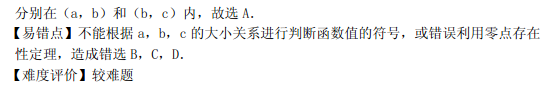 分别在（a，b）和（b，c）内，故选 A．
【易错点】不能根据 a，b，c 的大小关系进行判断函数值的符号，或错误利用零点存在
性定理，造成错选 B，C，D．
【难度评价】较难题